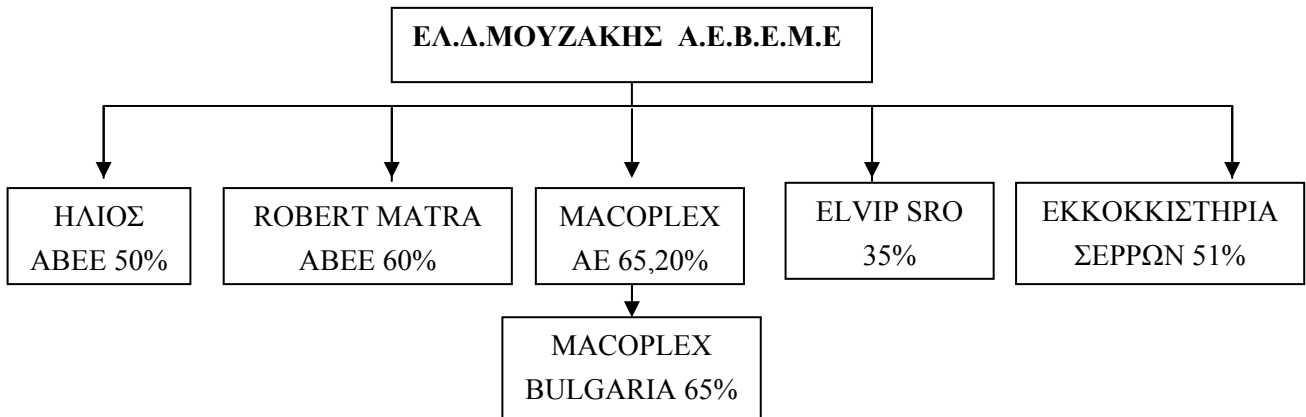 ΕΛ.Δ.ΜΟΥΖΑΚΗΣ Α.Ε.Β.Ε.Μ.Ε
ΗΛΙΟΣ
ΑΒΕΕ 50%
ROBERT MATRA
ΑΒΕΕ 60%
MACOPLEX
ΑΕ 65,20%
ELVIP SRO
35%
ΕΚΚΟΚΚΙΣΤΗΡΙΑ
ΣΕΡΡΩΝ 51%
MACOPLEX
BULGARIA 65%